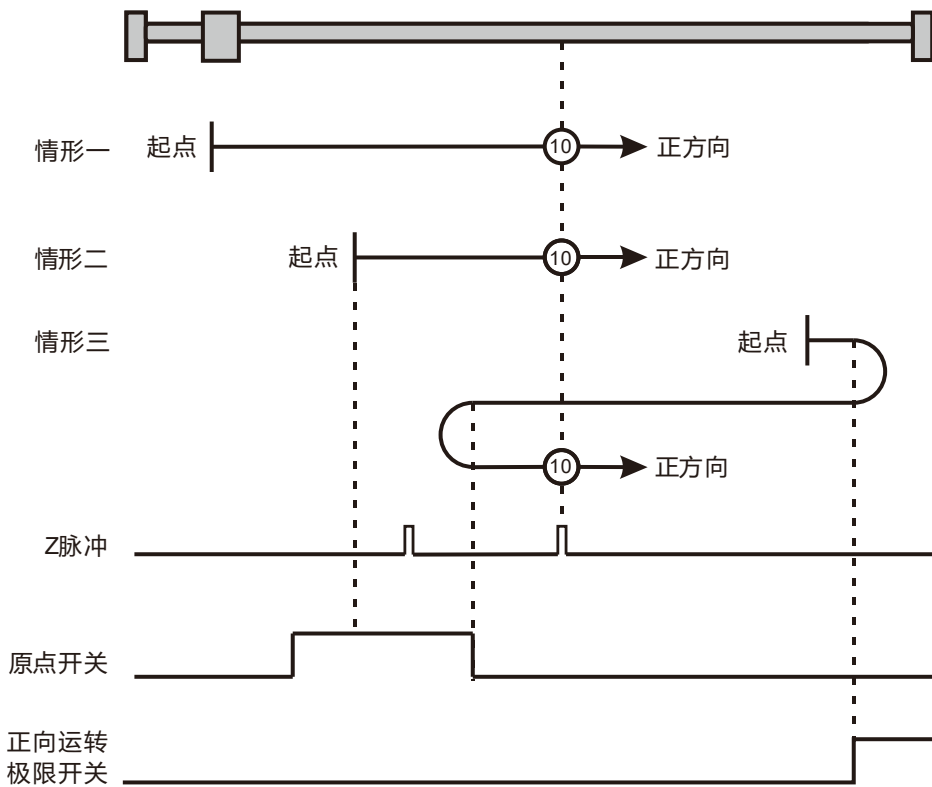 情形一 起点 10 正方向
情形二 起点 10 正方向
情形三 起点
10 正方向
Z脉冲
原点开关
正向运转
极限开关